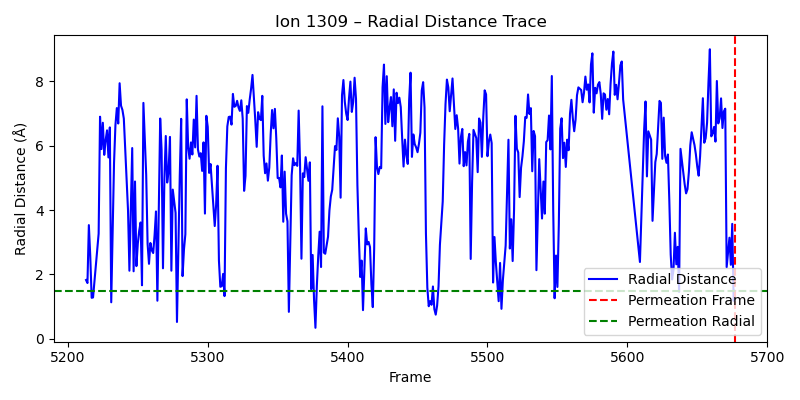 Ion 1309 – Radial Distance Trace
Radial Distance (Å)
8
6
4
2
0
5200 5300 5400 5500 5600 5700
Frame
Radial Distance
Permeation Frame
Permeation Radial